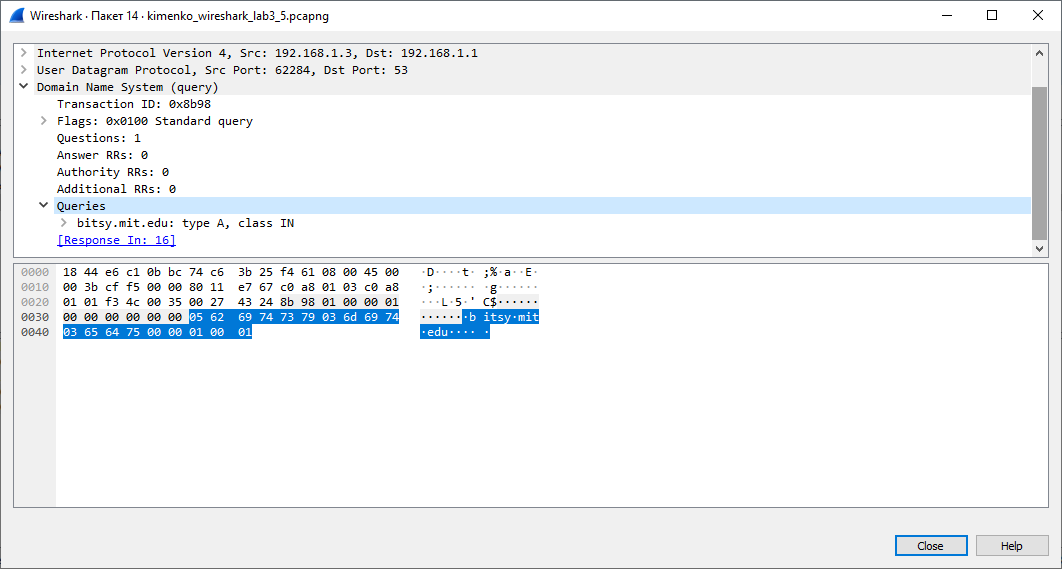 Wireshark · Пакет 14 · kimenko_wireshark_lab3_5.pcapng
Internet Protocol Version 4, Src: 192.168.1.3, Dst: 192.168.1.1
User Datagram Protocol, Src Port: 62284, Dst Port: 53
Domain Name System (query)
Transaction ID: 0x8b98
Flags: 0x0100 Standard query
Questions: 1
Answer RRs: 0
Authority RRs: 0
Additional RRs: 0
Queries
bitsy.mit.edu: type A, class IN
[Response In: 16]
0000 18 44 e6 c1 0b bc 74 c6 3b 25 f4 61 08 00 45 00 ·D····t· ;%·a··E·
0010 00 3b cf f5 00 00 80 11 e7 67 c0 a8 01 03 c0 a8 ·;······ ·g······
0020 01 01 f3 4c 00 35 00 27 43 24 8b 98 01 00 00 01 ···L·5·' C$······
0030 00 00 00 00 00 00 05 62 69 74 73 79 03 6d 69 74 ·······b itsy·mit
0040 03 65 64 75 00 00 01 00 01 ·edu···· ·
Close Help